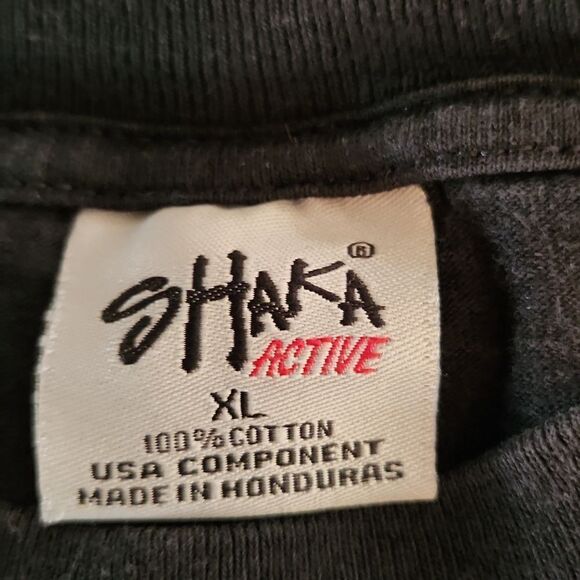 SHAKA®
ACTIVE
XL
100% COTTON
USA COMPONENT
MADE IN HONDURAS